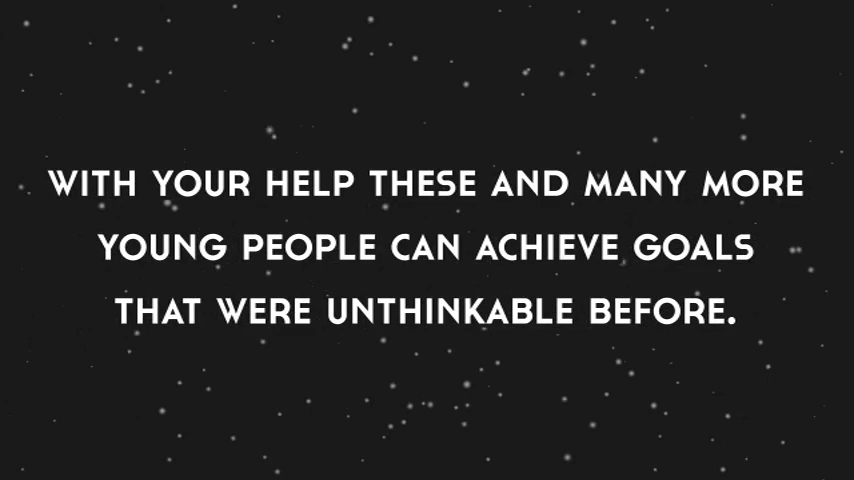 WITH YOUR HELP THESE AND MANY MORE
YOUNG PEOPLE CAN ACHIEVE GOALS
THAT WERE UNTHINKABLE BEFORE.